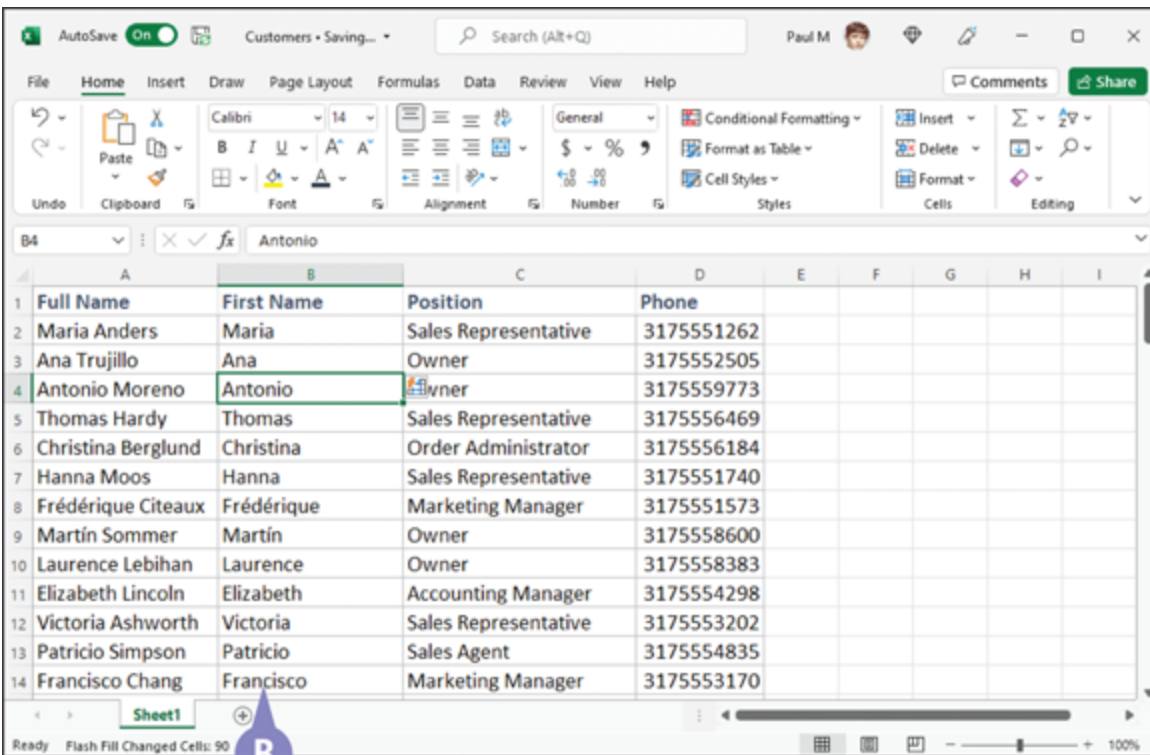 AutoSave On Customers • Saving... Search (Alt+Q) Paul M
File Home Insert Draw Page Layout Formulas Data Review View Help Comments Share
Calibri 14 General Conditional Formatting Insert
Paste B I U A A $ % 9 Format as Table Delete
A Cell Styles Format
Undo Clipboard Font Alignment Number Styles Cells Editing
B4 fx Antonio
A B C D E F G H I
1 Full Name First Name Position Phone
2 Maria Anders Maria Sales Representative 3175551262
3 Ana Trujillo Ana Owner 3175552505
4 Antonio Moreno Antonio wner 3175559773
5 Thomas Hardy Thomas Sales Representative 3175556469
6 Christina Berglund Christina Order Administrator 3175556184
7 Hanna Moos Hanna Sales Representative 3175551740
8 Frédérique Citeaux Frédérique Marketing Manager 3175551573
9 Martín Sommer Martín Owner 3175558600
10 Laurence Lebihan Laurence Owner 3175558383
11 Elizabeth Lincoln Elizabeth Accounting Manager 3175554298
12 Victoria Ashworth Victoria Sales Representative 3175553202
13 Patricio Simpson Patricio Sales Agent 3175554835
14 Francisco Chang Francisco Marketing Manager 3175553170
Sheet1
Ready Flash Fill Changed Cells: 90 100%